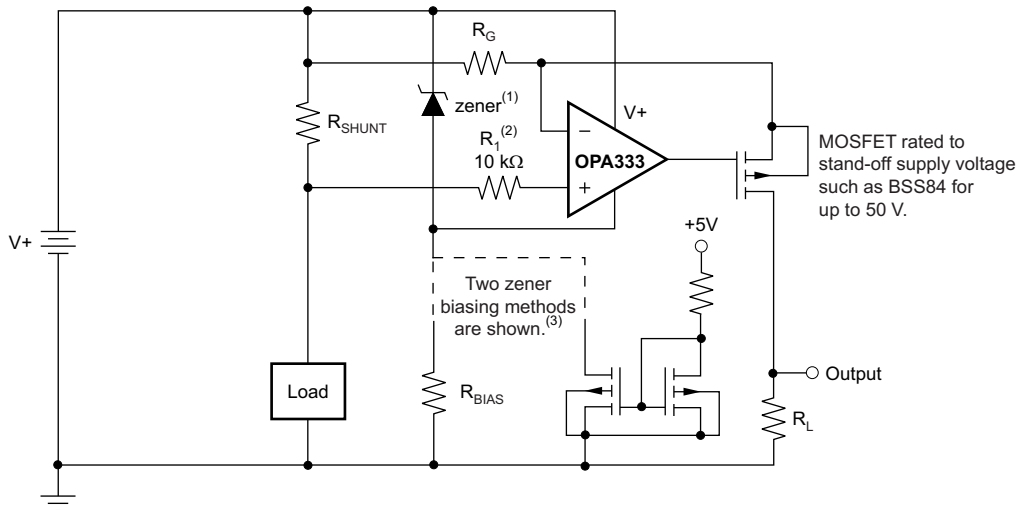 R_G
zener(1)
V+
R_SHUNT
R_1(2)
10 kΩ
OPA333
−
+
MOSFET rated to
stand-off supply voltage
such as BSS84 for
up to 50 V.
V+
+5V
Two zener
biasing methods
are shown.(3)
Load
R_BIAS
Output
R_L